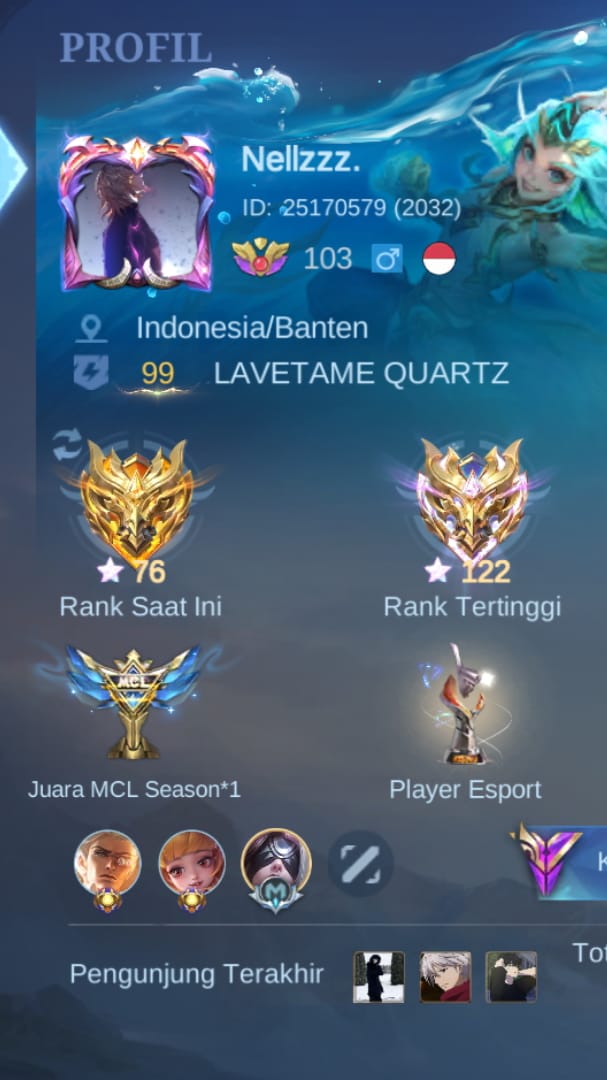 PROFIL
Nellzzz.
ID: 25170579 (2032)
103
Indonesia/Banten
99 LAVETAME QUARTZ
76 122
Rank Saat Ini Rank Tertinggi
MCL
Juara MCL Season*1 Player Esport
M
K
Pengunjung Terakhir
Tot